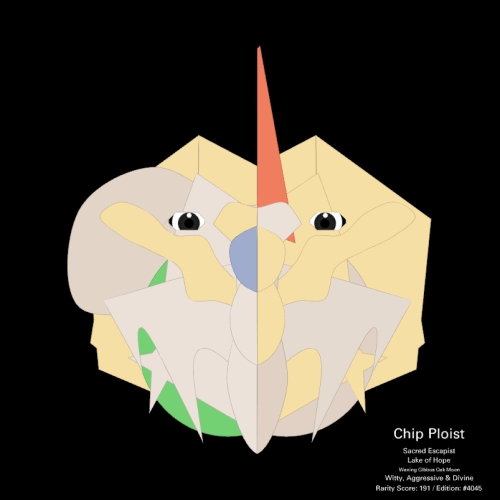 Chip Ploist
Sacred Escapist
Lake of Hope
Waning Gibbous Oak Moon
Witty, Aggressive & Divine
Rarity Score: 191 / Edition: #4045